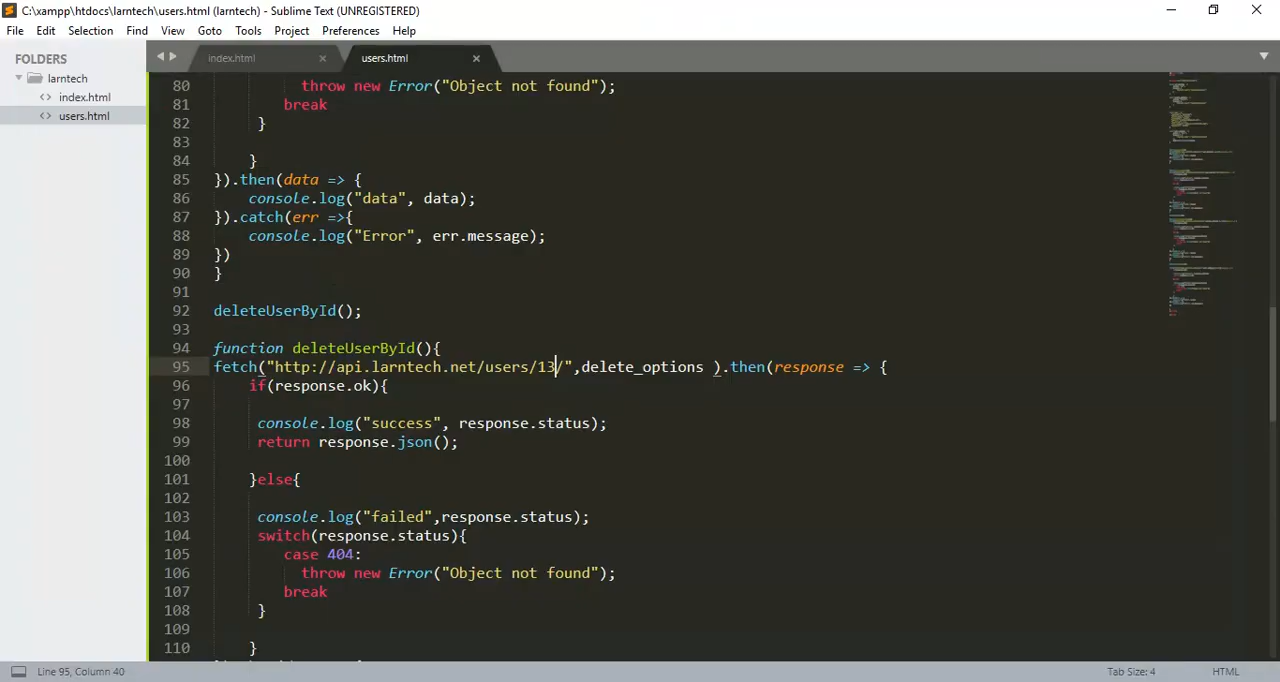 C:\xampp\htdocs\larntech\users.html (larntech) - Sublime Text (UNREGISTERED)
File Edit Selection Find View Goto Tools Project Preferences Help
FOLDERS
larntech
<> index.html
<> users.html
index.html × users.html ×
80 throw new Error("Object not found");
81 break
82 }
83
84 }
85 }).then(data => {
86 console.log("data", data);
87 }).catch(err =>{
88 console.log("Error", err.message);
89 })
90 }
91
92 deleteUserById();
93
94 function deleteUserById(){
95 fetch("http://api.larntech.net/users/13/",delete_options ).then(response => {
96 if(response.ok){
97
98 console.log("success", response.status);
99 return response.json();
100
101 }else{
102
103 console.log("failed",response.status);
104 switch(response.status){
105 case 404:
106 throw new Error("Object not found");
107 break
108 }
109
110 }
Line 95, Column 40 Tab Size: 4 HTML